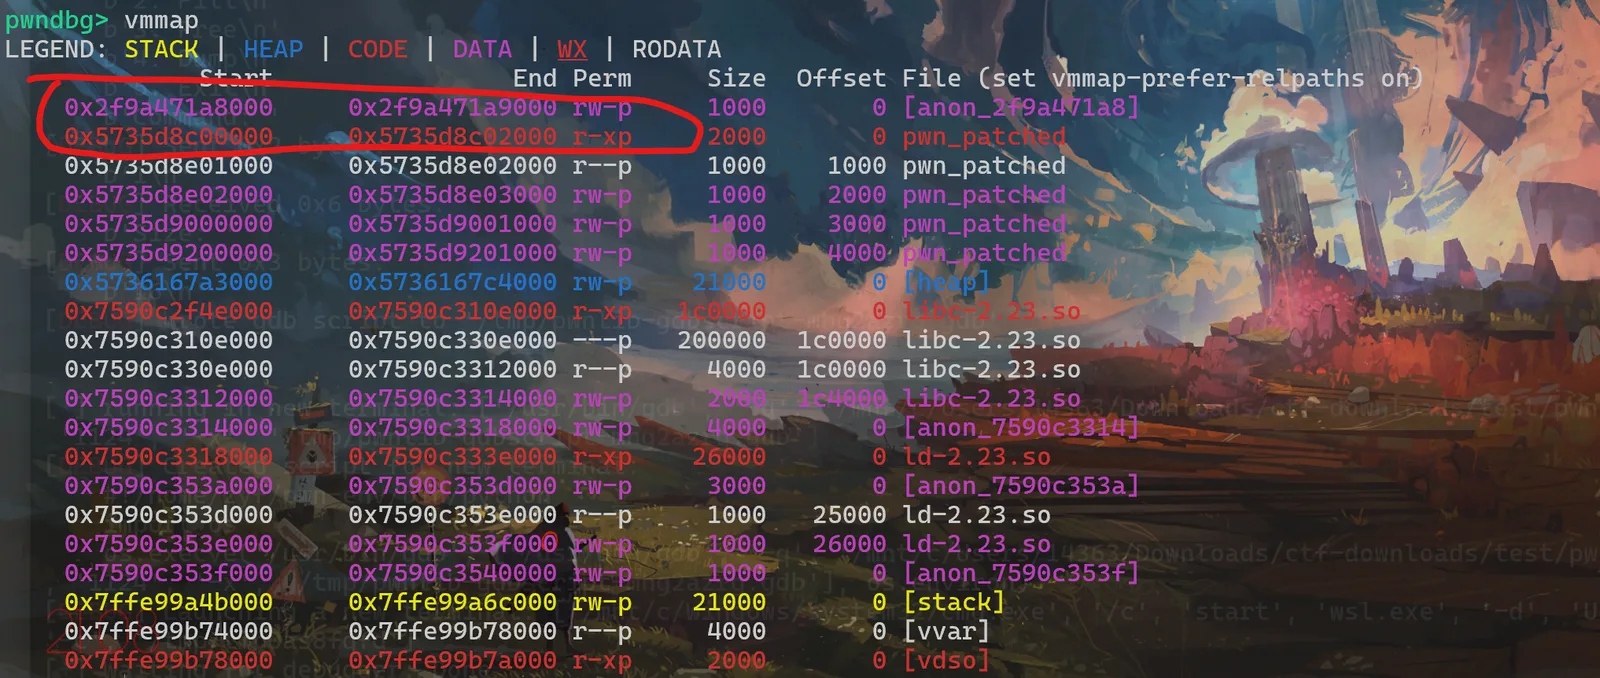 pwndbg> vmmap
LEGEND: STACK | HEAP | CODE | DATA | WX | RODATA
Start End Perm Size Offset File (set vmmap-prefer-relpaths on)
0x2f9a471a8000 0x2f9a471a9000 rw-p 1000 0 [anon_2f9a471a8]
0x5735d8c00000 0x5735d8c02000 r-xp 2000 0 pwn_patched
0x5735d8e01000 0x5735d8e02000 r--p 1000 1000 pwn_patched
0x5735d8e02000 0x5735d8e03000 rw-p 1000 2000 pwn_patched
0x5735d9000000 0x5735d9001000 rw-p 1000 3000 pwn_patched
0x5735d9200000 0x5735d9201000 rw-p 1000 4000 pwn_patched
0x5736167a3000 0x5736167c4000 rw-p 21000 0 [heap]
0x7590c2f4e000 0x7590c310e000 r-xp 1c0000 0 libc-2.23.so
0x7590c310e000 0x7590c330e000 ---p 200000 1c0000 libc-2.23.so
0x7590c330e000 0x7590c3312000 r--p 4000 1c0000 libc-2.23.so
0x7590c3312000 0x7590c3314000 rw-p 2000 1c4000 libc-2.23.so
0x7590c3314000 0x7590c3318000 rw-p 4000 0 [anon_7590c3314]
0x7590c3318000 0x7590c333e000 r-xp 26000 0 ld-2.23.so
0x7590c353a000 0x7590c353d000 rw-p 3000 0 [anon_7590c353a]
0x7590c353d000 0x7590c353e000 r--p 1000 25000 ld-2.23.so
0x7590c353e000 0x7590c353f000 rw-p 1000 26000 ld-2.23.so
0x7590c353f000 0x7590c3540000 rw-p 1000 0 [anon_7590c353f]
0x7ffe99a4b000 0x7ffe99a6c000 rw-p 21000 0 [stack]
0x7ffe99b74000 0x7ffe99b78000 r--p 4000 0 [vvar]
0x7ffe99b78000 0x7ffe99b7a000 r-xp 2000 0 [vdso]